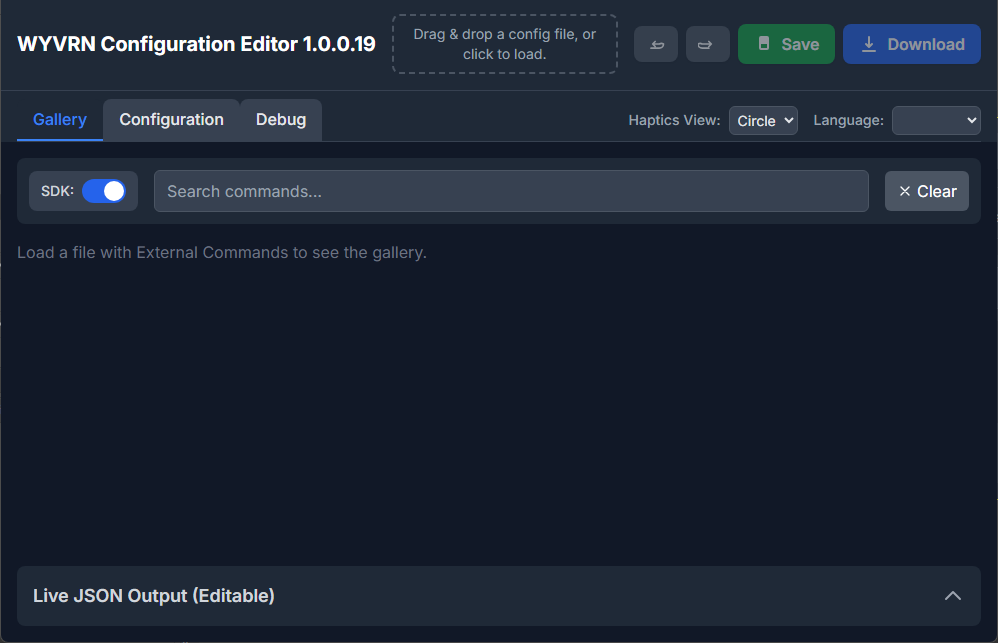 WYVRN Configuration Editor 1.0.0.19
Drag & drop a config file, or
click to load.
Save
Download
Gallery
Configuration
Debug
Haptics View:
Circle
Language:
SDK:
Search commands...
Clear
Load a file with External Commands to see the gallery.
Live JSON Output (Editable)